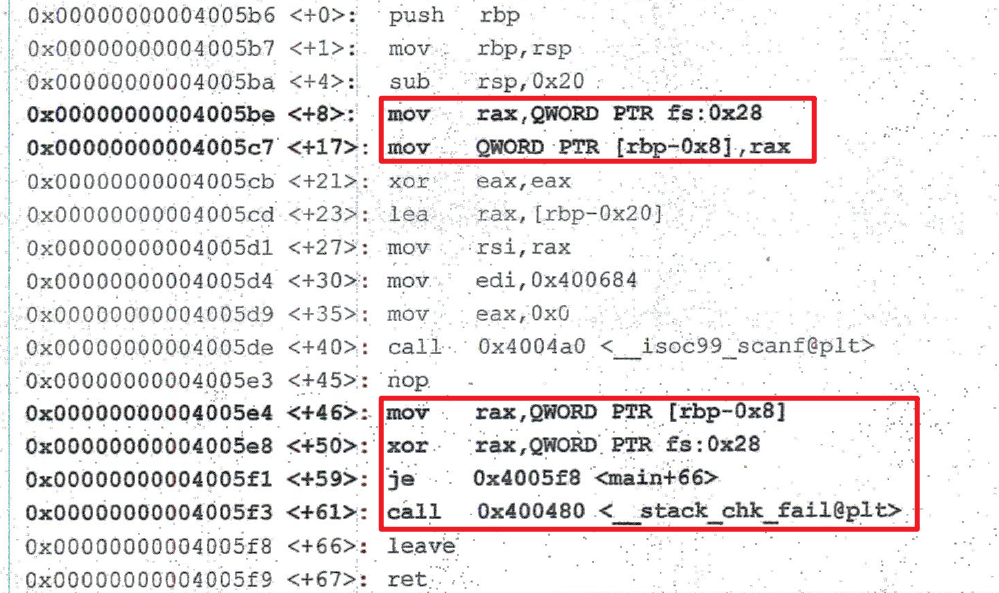 0x00000000004005b6 <+0>: push rbp
0x00000000004005b7 <+1>: mov rbp,rsp
0x00000000004005ba <+4>: sub rsp,0x20
0x00000000004005be <+8>: mov rax,QWORD PTR fs:0x28
0x00000000004005c7 <+17>: mov QWORD PTR [rbp-0x8],rax
0x00000000004005cb <+21>: xor eax,eax
0x00000000004005cd <+23>: lea rax,[rbp-0x20]
0x00000000004005d1 <+27>: mov rsi,rax
0x00000000004005d4 <+30>: mov edi,0x400684
0x00000000004005d9 <+35>: mov eax,0x0
0x00000000004005de <+40>: call 0x4004a0 <__isoc99_scanf@plt>
0x00000000004005e3 <+45>: nop
0x00000000004005e4 <+46>: mov rax,QWORD PTR [rbp-0x8]
0x00000000004005e8 <+50>: xor rax,QWORD PTR fs:0x28
0x00000000004005f1 <+59>: je 0x4005f8 <main+66>
0x00000000004005f3 <+61>: call 0x400480 <__stack_chk_fail@plt>
0x00000000004005f8 <+66>: leave
0x00000000004005f9 <+67>: ret